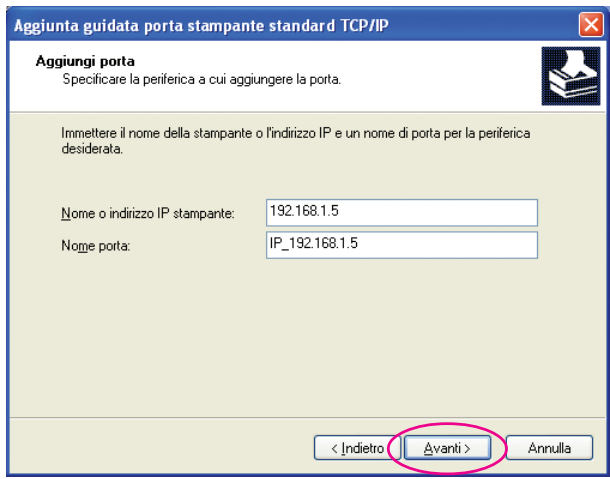 Aggiunta guidata porta stampante standard TCP/IP
Aggiungi porta
Specificare la periferica a cui aggiungere la porta.
Immettere il nome della stampante o l'indirizzo IP e un nome di porta per la periferica
desiderata.
Nome o indirizzo IP stampante: 192.168.1.5
Nome porta: IP_192.168.1.5
< Indietro Avanti > Annulla